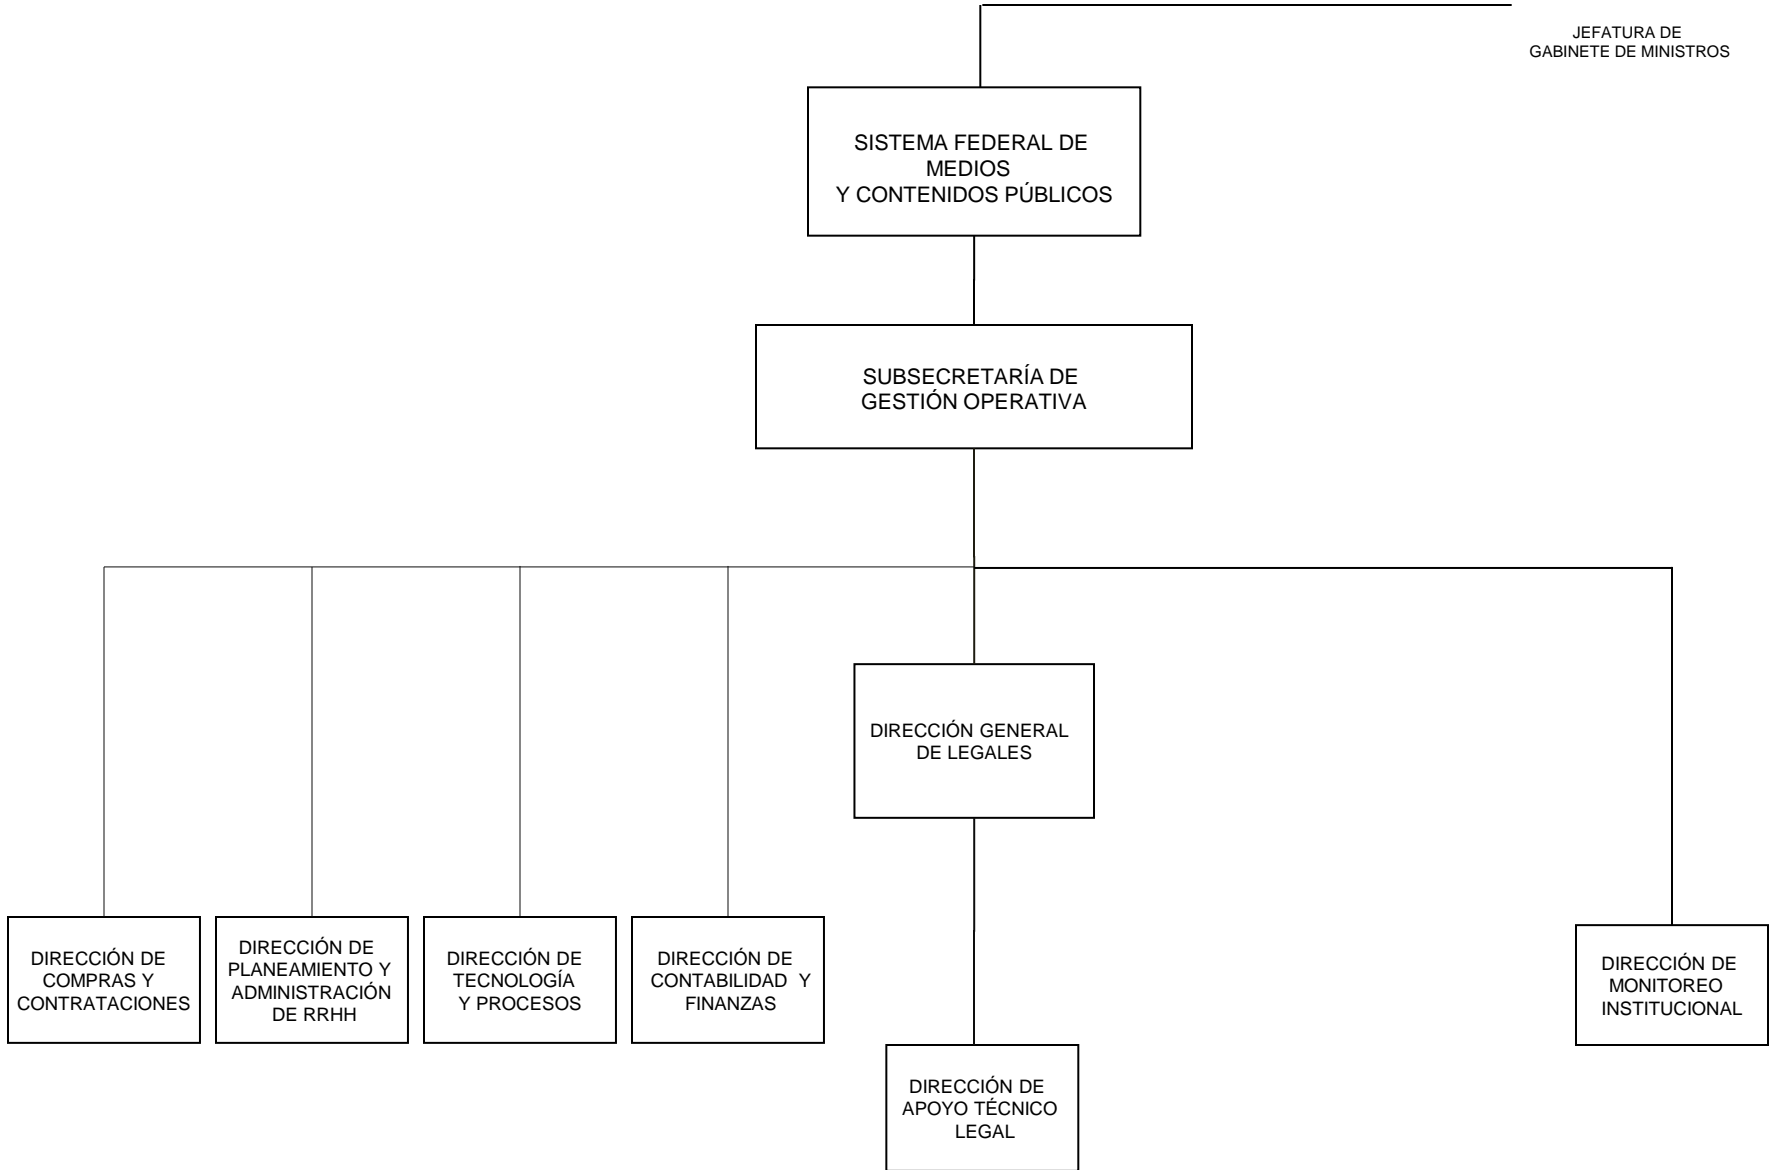 JEFATURA DE
GABINETE DE MINISTROS
SISTEMA FEDERAL DE
MEDIOS
Y CONTENIDOS PÚBLICOS
SUBSECRETARÍA DE
GESTIÓN OPERATIVA
DIRECCIÓN GENERAL
DE LEGALES
DIRECCIÓN DE
COMPRAS Y
CONTRATACIONES
DIRECCIÓN DE
PLANEAMIENTO Y
ADMINISTRACIÓN
DE RRHH
DIRECCIÓN DE
TECNOLOGÍA
Y PROCESOS
DIRECCIÓN DE
CONTABILIDAD Y
FINANZAS
DIRECCIÓN DE
MONITOREO
INSTITUCIONAL
DIRECCIÓN DE
APOYO TÉCNICO
LEGAL